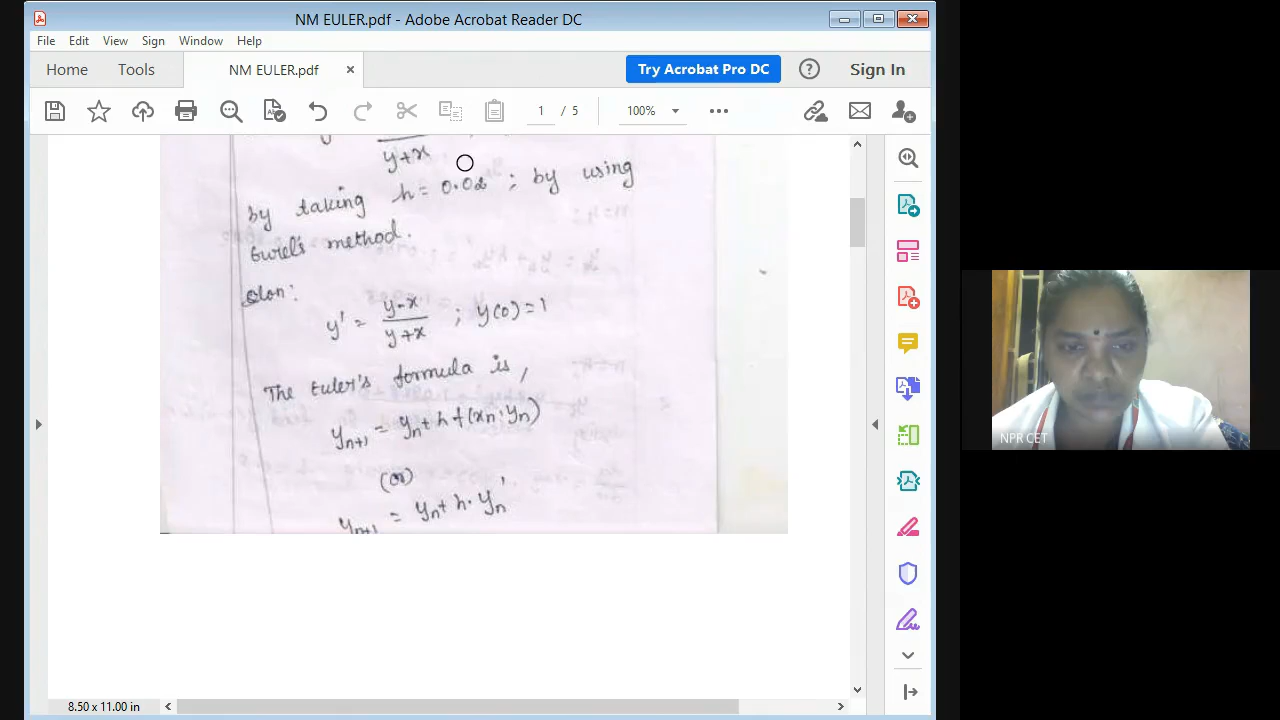 NM EULER.pdf - Adobe Acrobat Reader DC
File Edit View Sign Window Help
Home Tools NM EULER.pdf × Try Acrobat Pro DC Sign In
1 / 5 100%
y+x
by taking h = 0.02 ; by using
method.
Soln:
y' = y-x / y+x ; y(0) = 1
The Euler's formula is,
yn+1 = yn + h f(xn, yn)
(or)
yn+1 = yn + h. yn'
NPR CET
8.50 x 11.00 in